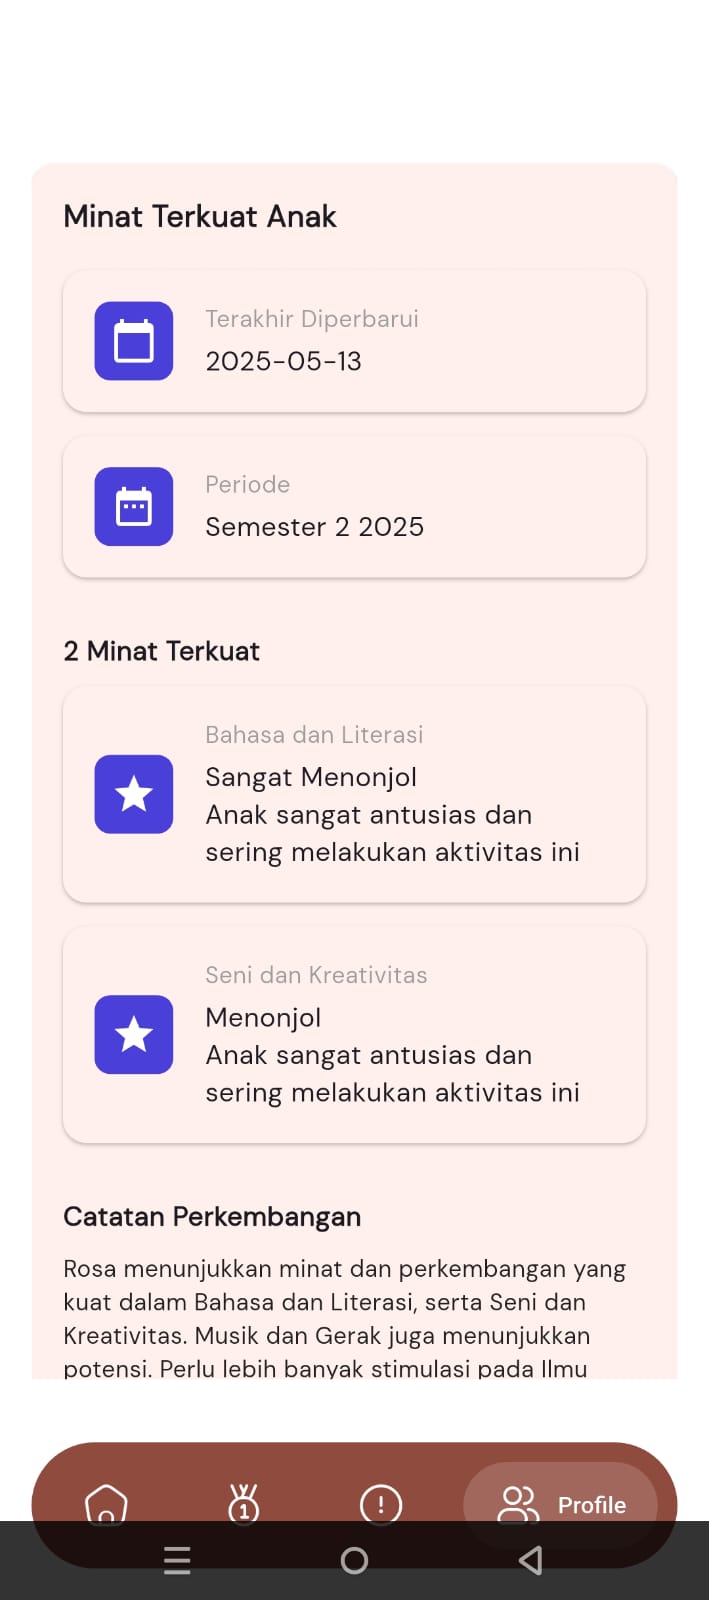 Minat Terkuat Anak
Terakhir Diperbarui
2025-05-13
Periode
Semester 2 2025
2 Minat Terkuat
Bahasa dan Literasi
Sangat Menonjol
Anak sangat antusias dan
sering melakukan aktivitas ini
Seni dan Kreativitas
Menonjol
Anak sangat antusias dan
sering melakukan aktivitas ini
Catatan Perkembangan
Rosa menunjukkan minat dan perkembangan yang
kuat dalam Bahasa dan Literasi, serta Seni dan
Kreativitas. Musik dan Gerak juga menunjukkan
potensi. Perlu lebih banyak stimulasi pada Ilmu
1
Profile